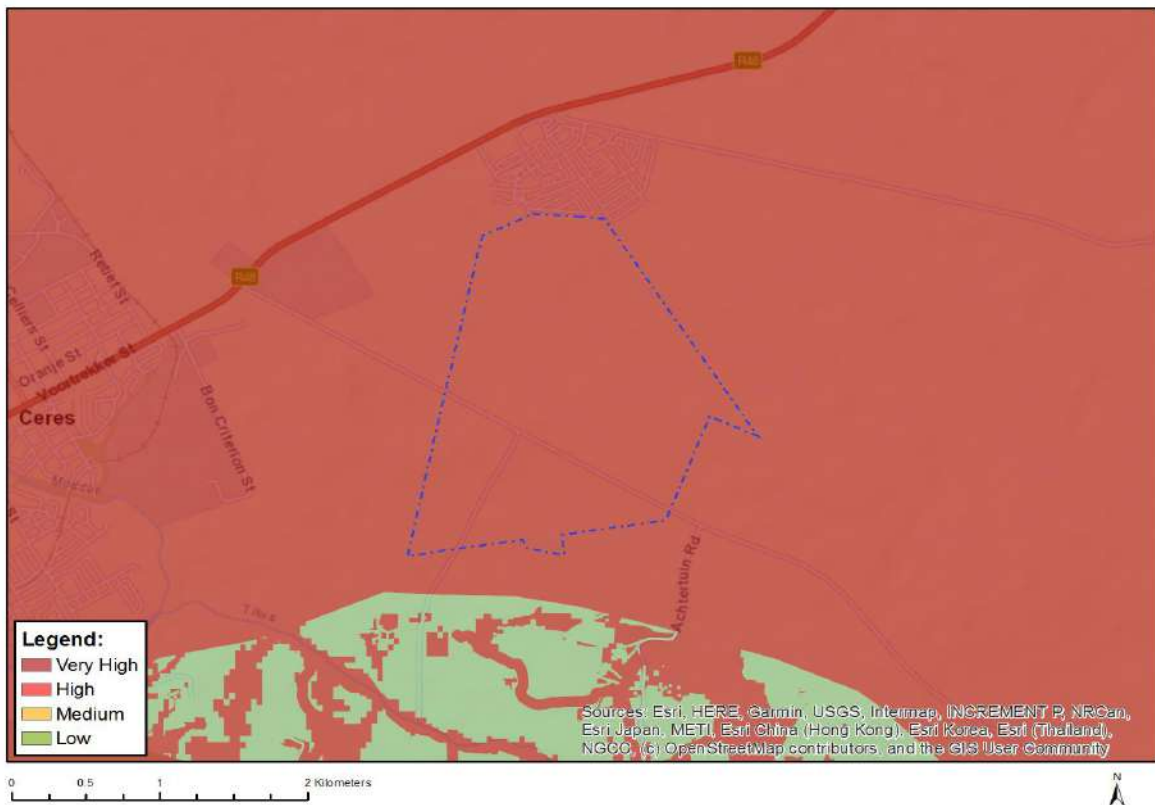 R46
R46
Retief St
Celliers St
Oranje St
Voortrekker St
Ceres
Bon Criterion St
Achtertuin Rd
Legend:
Very High
High
Medium
Low
Sources: Esri, HERE, Garmin, USGS, Intermap, INCREMENT P, NRCan,
Esri Japan, METI, Esri China (Hong Kong), Esri Korea, Esri (Thailand),
NGCC, (c) OpenStreetMap contributors, and the GIS User Community
0 0.5 1 2 Kilometers
N